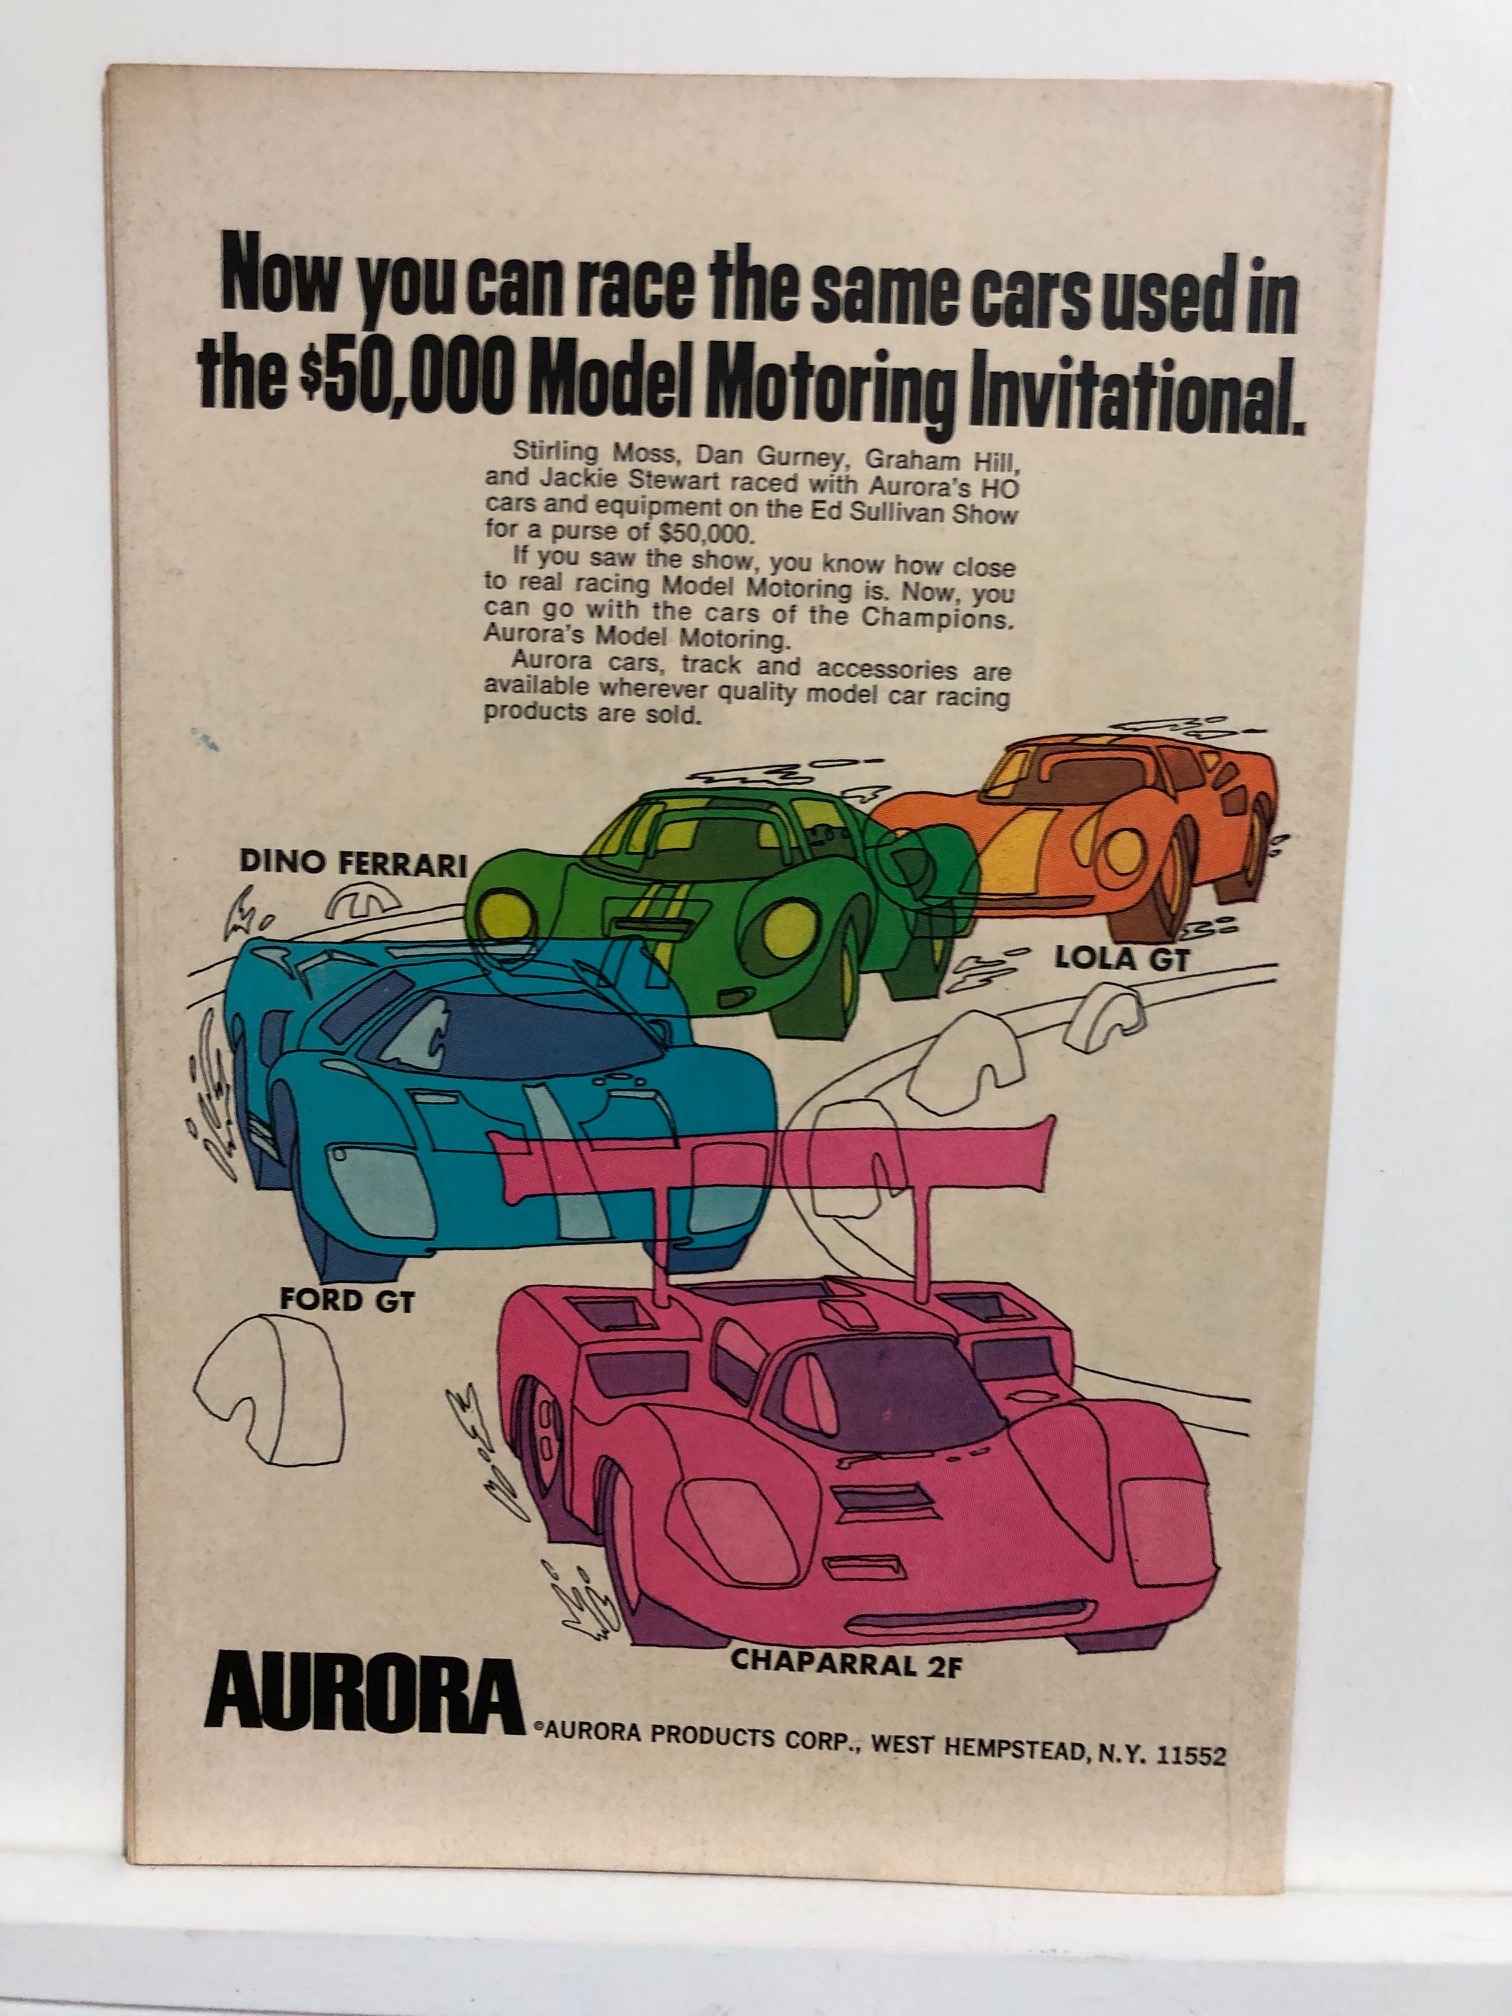 Now you can race the same cars used in
the $50,000 Model Motoring Invitational.
Stirling Moss, Dan Gurney, Graham Hill,
and Jackie Stewart raced with Aurora's HO
cars and equipment on the Ed Sullivan Show
for a purse of $50,000.
If you saw the show, you know how close
to real racing Model Motoring is. Now, you
can go with the cars of the Champions.
Aurora's Model Motoring.
Aurora cars, track and accessories are
available wherever quality model car racing
products are sold.
DINO FERRARI
LOLA GT
FORD GT
CHAPARRAL 2F
AURORA
©AURORA PRODUCTS CORP., WEST HEMPSTEAD, N.Y. 11552